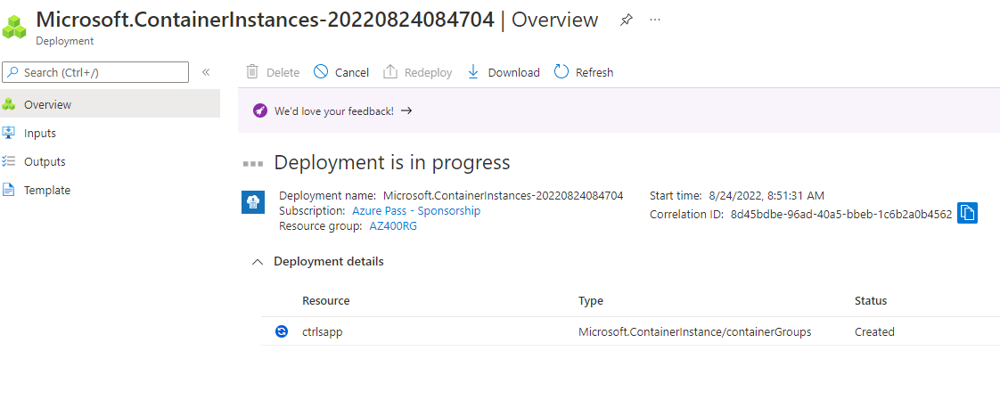 Microsoft.ContainerInstances-20220824084704 | Overview
Deployment
Search (Ctrl+/)
Overview
Inputs
Outputs
Template
Delete Cancel Redeploy Download Refresh
We'd love your feedback!
Deployment is in progress
Deployment name: Microsoft.ContainerInstances-20220824084704
Subscription: Azure Pass - Sponsorship
Resource group: AZ400RG
Start time: 8/24/2022, 8:51:31 AM
Correlation ID: 8d45bdbe-96ad-40a5-bbeb-1c6b2a0b4562
Deployment details
Resource Type Status
ctrlsapp Microsoft.ContainerInstance/containerGroups Created